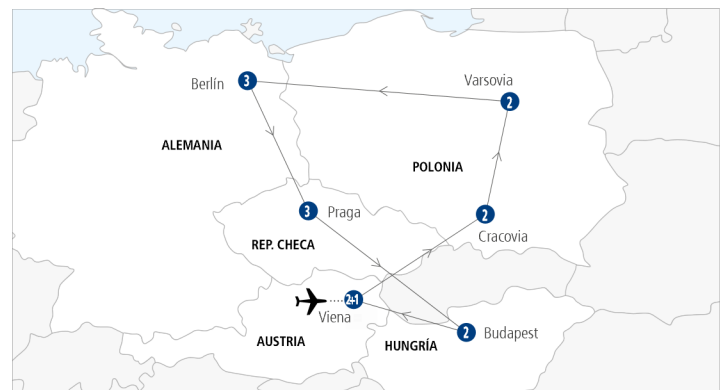 Berlín
3
Varsovia
2
ALEMANIA
POLONIA
3
Praga
2
Cracovia
REP. CHECA
2+1
Viena
2
Budapest
AUSTRIA
HUNGRÍA